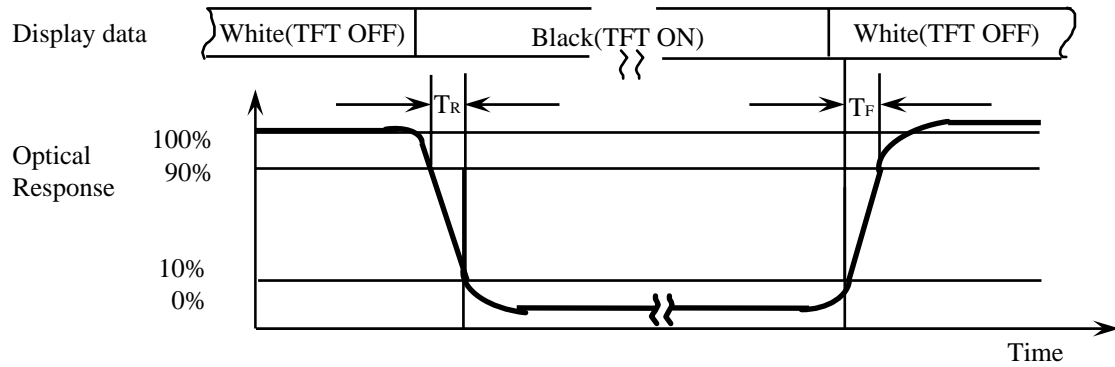 Display data
White(TFT OFF)
Black(TFT ON)
White(TFT OFF)
TR
TF
Optical
Response
100%
90%
10%
0%
Time